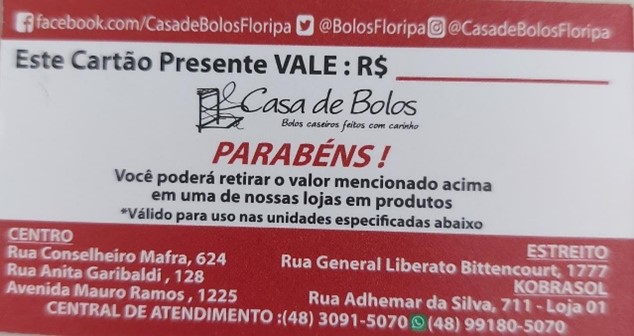 facebook.com/CasadeBolosFloripa @BolosFloripa @CasadeBolosFloripa
Este Cartão Presente VALE : R$ ____________
Casa de Bolos
Bolos caseiros feitos com carinho
PARABÉNS !
Você poderá retirar o valor mencionado acima
em uma de nossas lojas em produtos
*Válido para uso nas unidades especificadas abaixo
CENTRO
Rua Conselheiro Mafra, 624
Rua Anita Garibaldi , 128
Avenida Mauro Ramos , 1225
ESTREITO
Rua General Liberato Bittencourt, 1777
KOBRASOL
Rua Adhemar da Silva, 711 - Loja 01
CENTRAL DE ATENDIMENTO :(48) 3091-5070 (48) 99180-5070